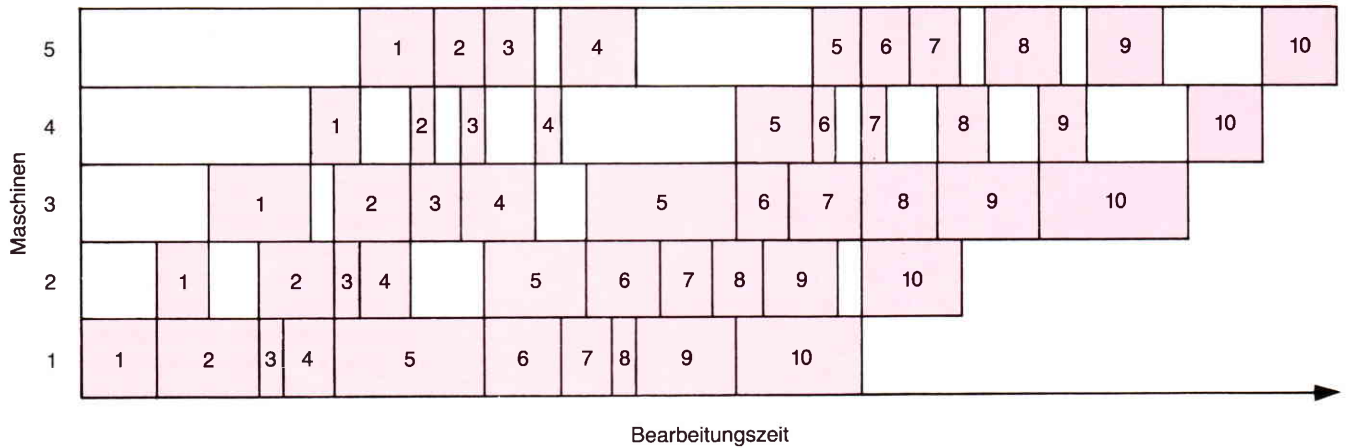 5 1 2 3 4 5 6 7 8 9 10
4 1 2 3 4 5 6 7 8 9 10
Maschinen
3 1 2 3 4 5 6 7 8 9 10
2 1 2 3 4 5 6 7 8 9 10
1 1 2 3 4 5 6 7 8 9 10
Bearbeitungszeit